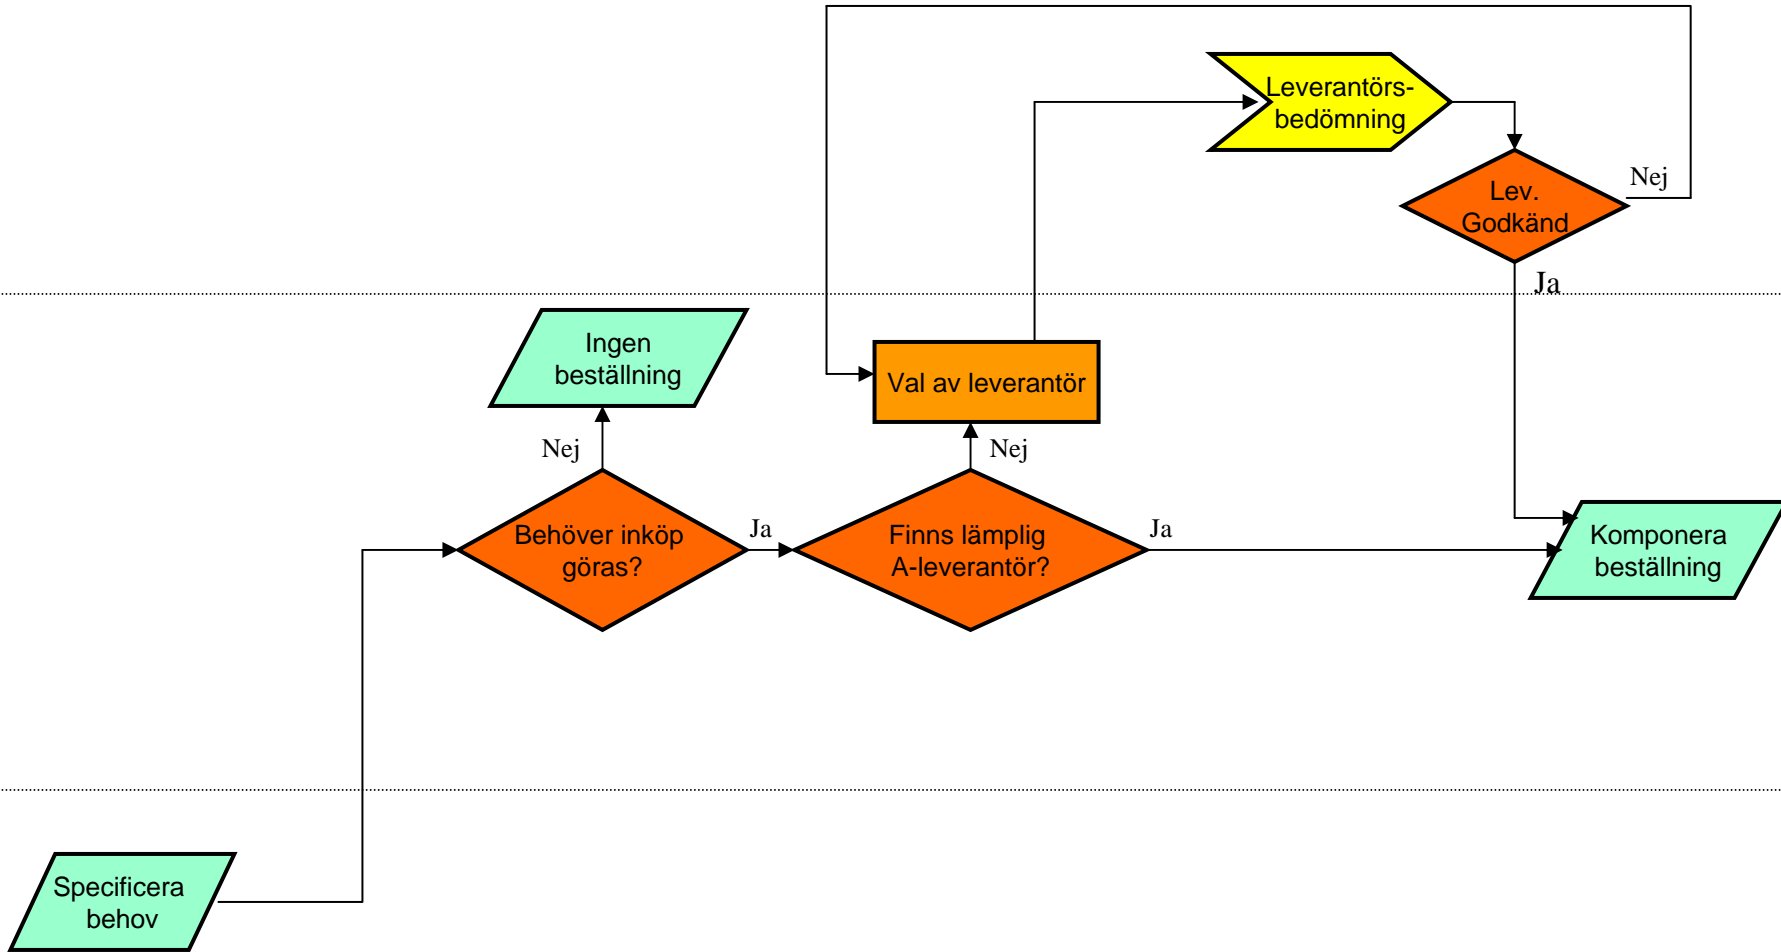 Leverantörs-
bedömning
Lev.
Godkänd
Nej
Ja
Ingen
beställning
Val av leverantör
Nej
Nej
Behöver inköp
göras?
Ja
Finns lämplig
A-leverantör?
Ja
Komponera
beställning
Specificera
behov